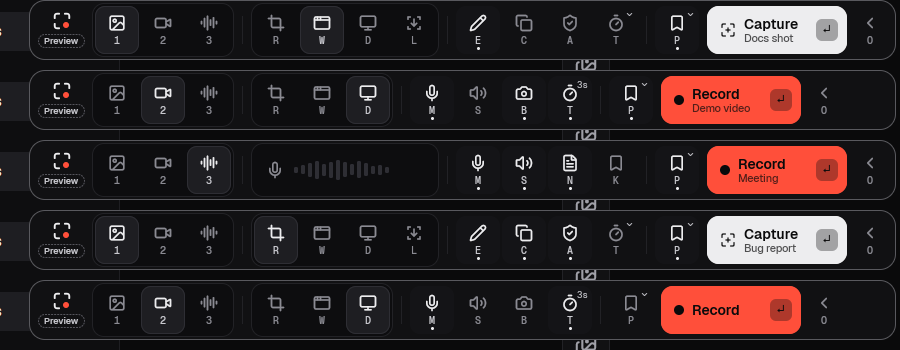 s
Preview 1 2 3 R W D L E C A T P Capture Docs shot 0
s
Preview 1 2 3 R W D M S B T 3s P Record Demo video 0
s
Preview 1 2 3 M S N K P Record Meeting 0
s
Preview 1 2 3 R W D L E C A T P Capture Bug report 0
s
Preview 1 2 3 R W D M S B T 3s P Record 0